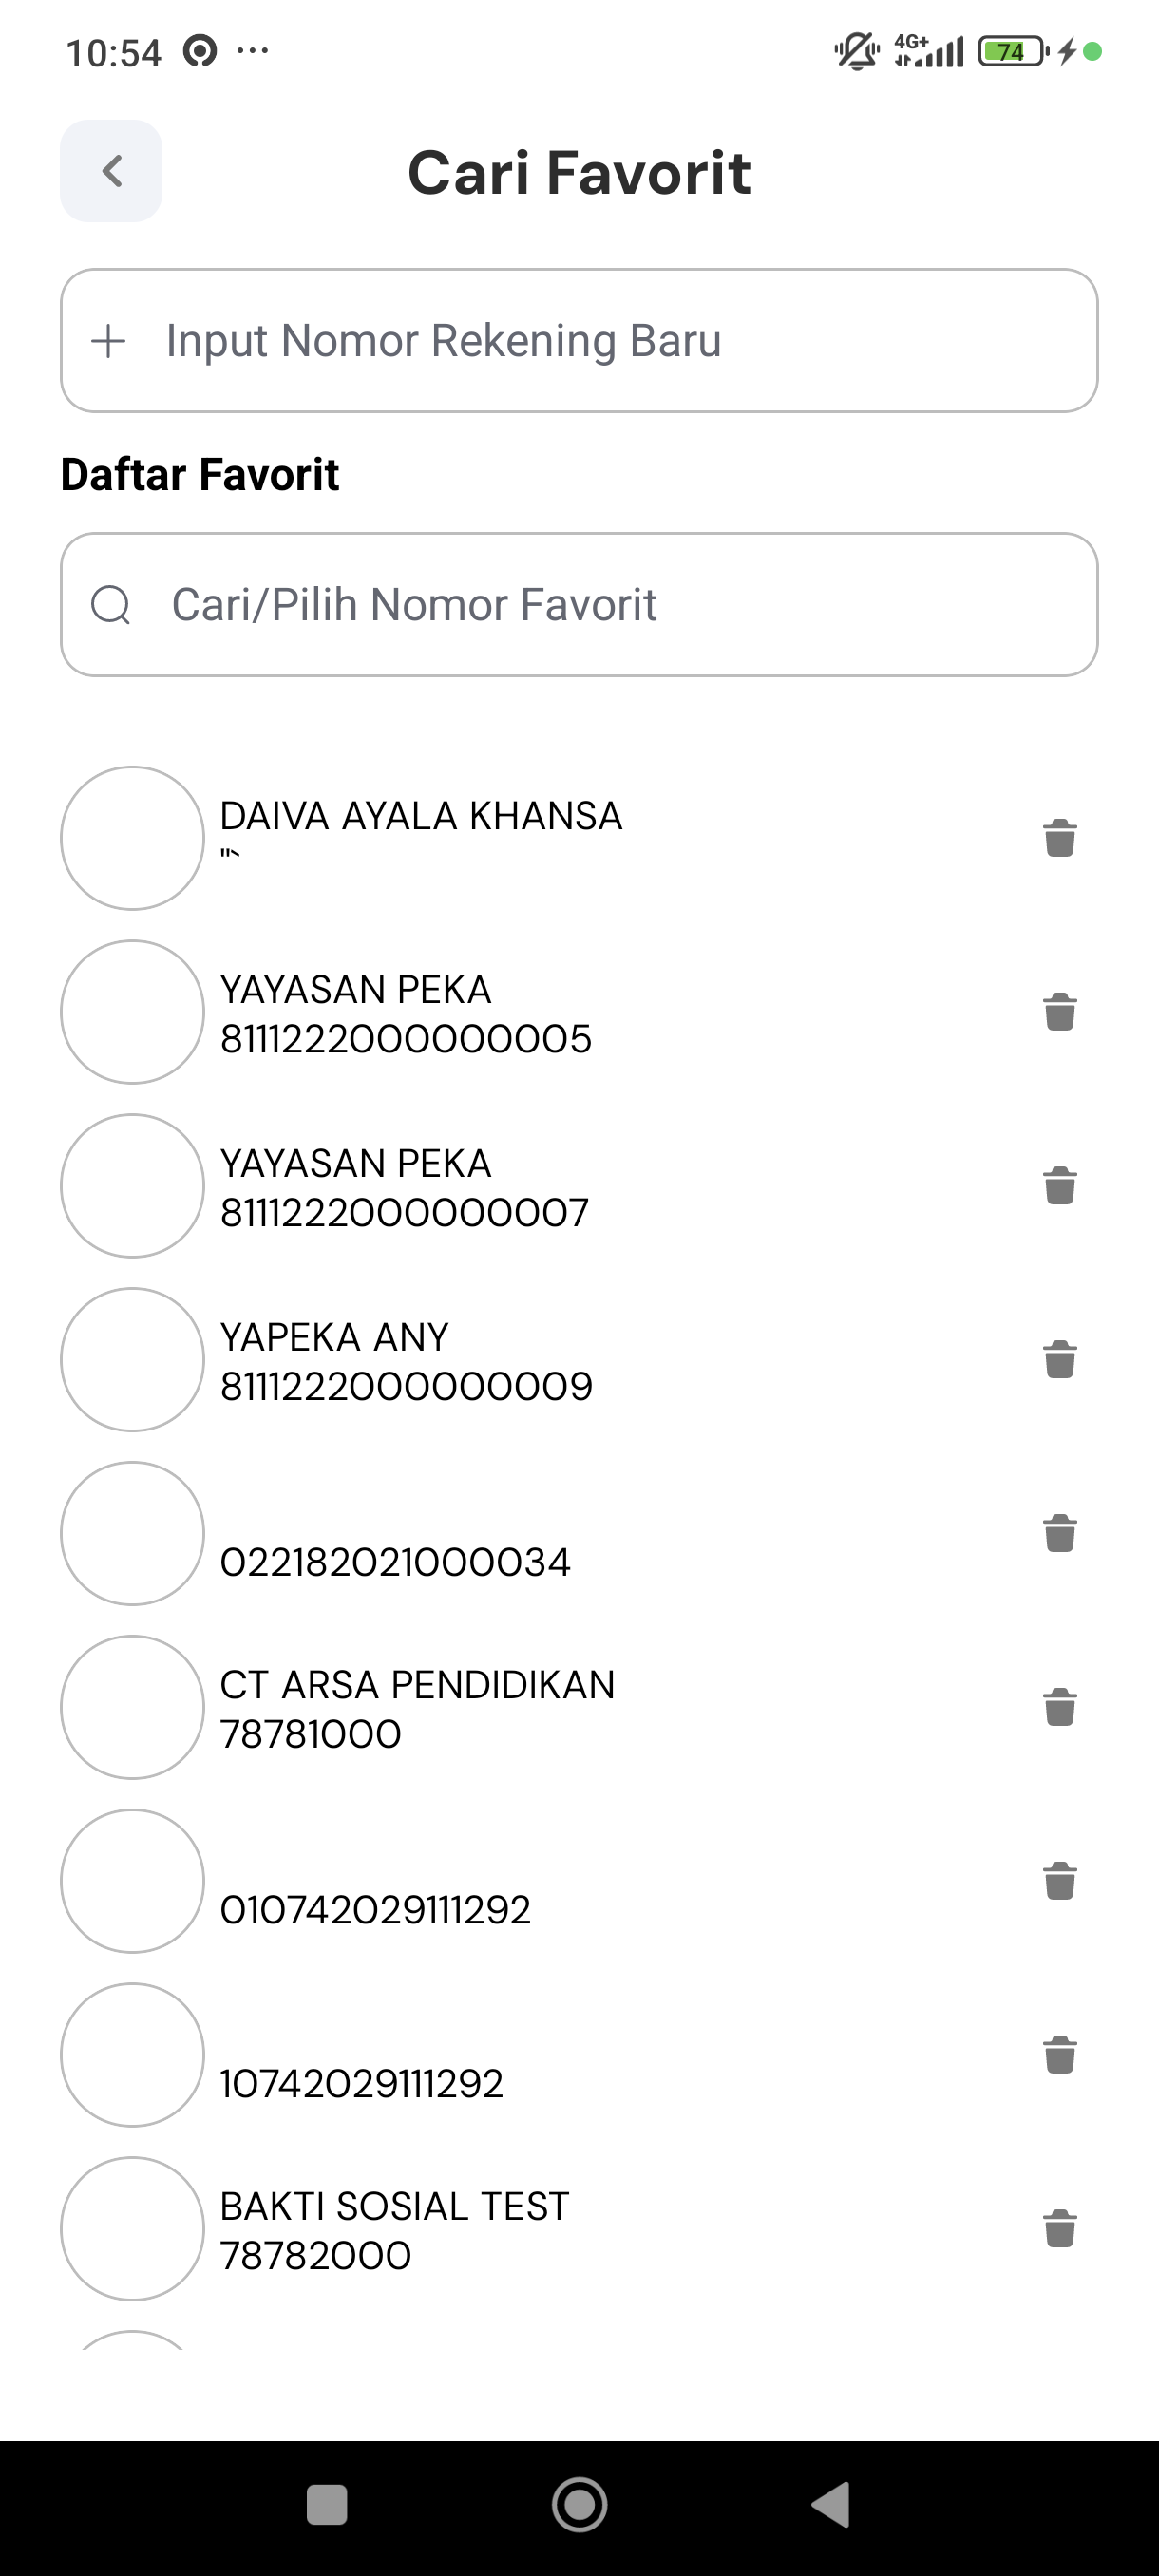 10:54
4G+
74
Cari Favorit
Input Nomor Rekening Baru
Daftar Favorit
Cari/Pilih Nomor Favorit
DAIVA AYALA KHANSA
"`
YAYASAN PEKA
8111222000000005
YAYASAN PEKA
8111222000000007
YAPEKA ANY
8111222000000009
022182021000034
CT ARSA PENDIDIKAN
78781000
010742029111292
10742029111292
BAKTI SOSIAL TEST
78782000